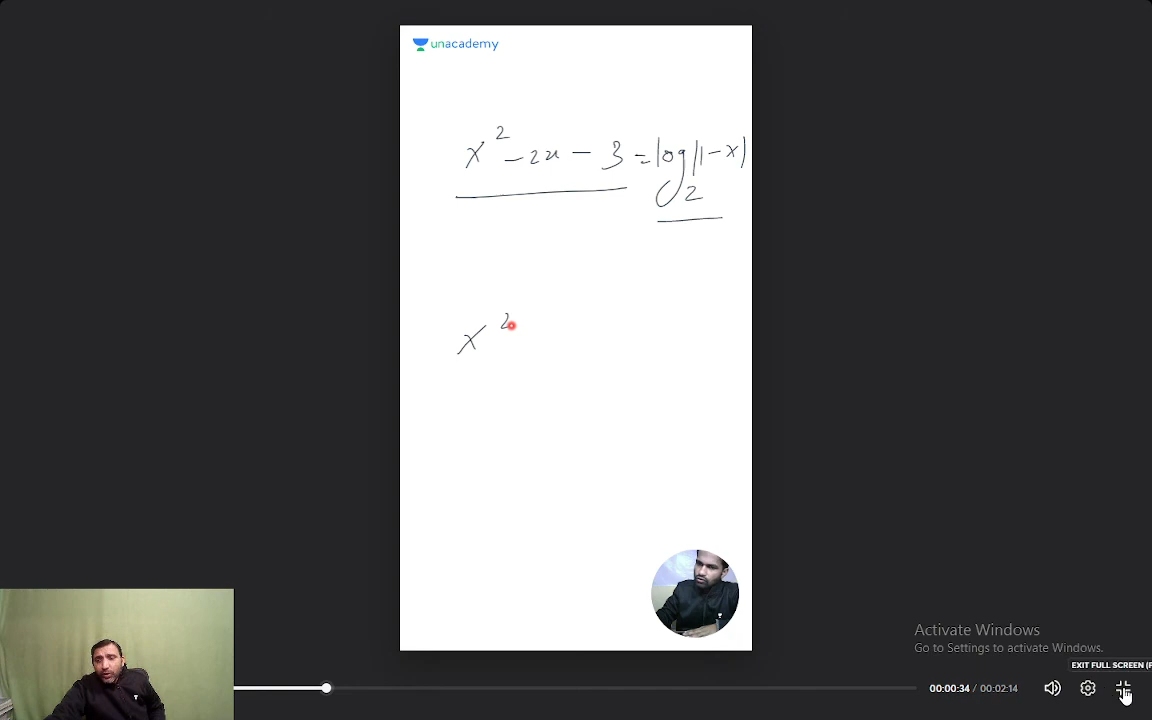 unacademy
x² - 2x - 3 = log₂|1 - x|
x²
Activate Windows
Go to Settings to activate Windows.
EXIT FULL SCREEN (F
00:00:34 / 00:02:14